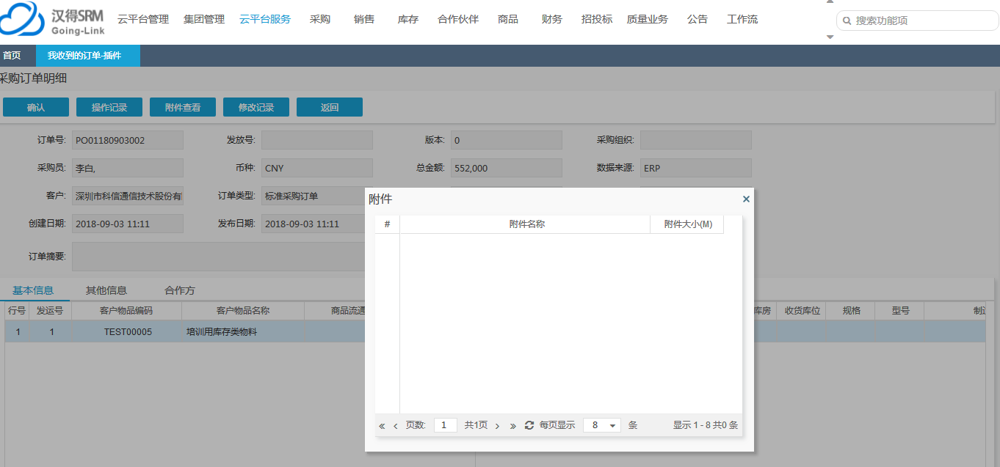 汉得SRM
Going-Link
云平台管理 集团管理 云平台服务 采购 销售 库存 合作伙伴 商品 财务 招投标 质量业务 公告 工作流 搜索功能项
首页 我收到的订单-插件
采购订单明细
确认 操作记录 附件查看 修改记录 返回
订单号: PO01180903002 发放号: 版本: 0 采购组织:
采购员: 李白, 币种: CNY 总金额: 552,000 数据来源: ERP
客户: 深圳市科信通信技术股份有 订单类型: 标准采购订单
创建日期: 2018-09-03 11:11 发布日期: 2018-09-03 11:11
订单摘要:
附件
# 附件名称 附件大小(M)
« ‹ 页数: 1 共1页 › » 每页显示 8 条 显示 1 - 8 共0 条
基本信息 其他信息 合作方
行号 发运号 客户物品编码 客户物品名称 商品流通 库房 收货库位 规格 型号 制造
1 1 TEST00005 培训用库存类物料